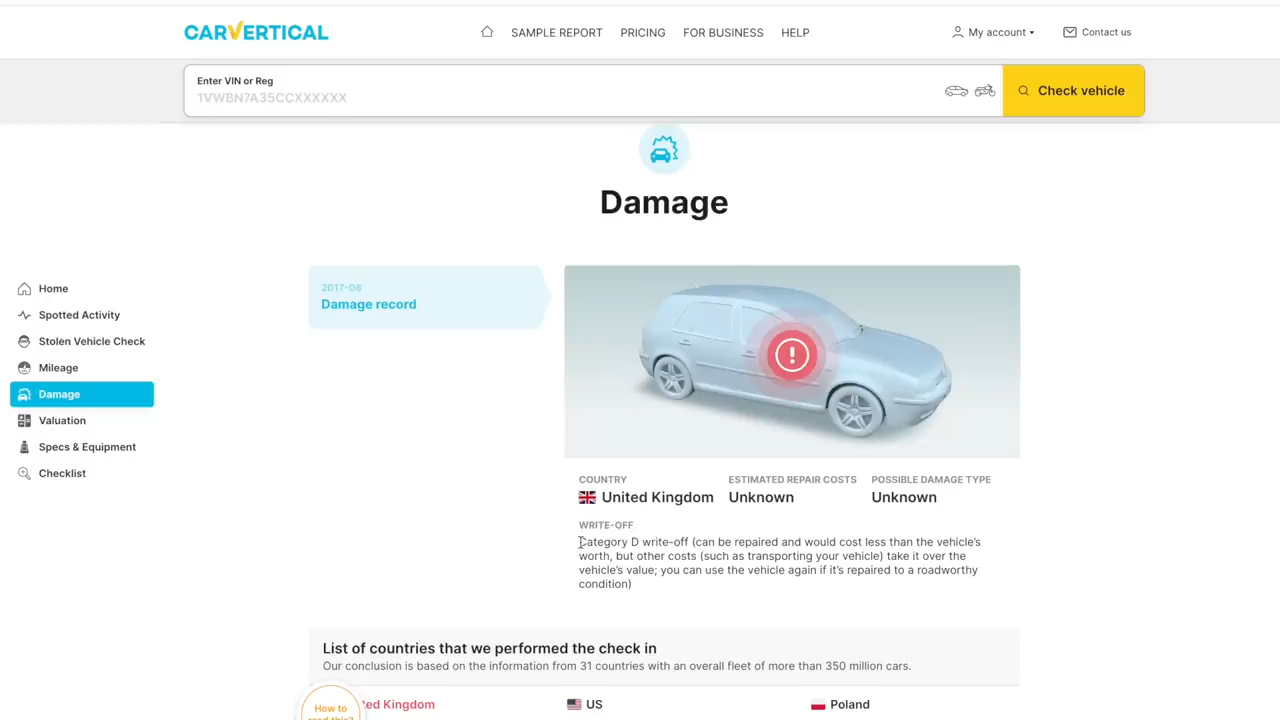 CARVERTICAL
SAMPLE REPORT
PRICING
FOR BUSINESS
HELP
My account
Contact us
Enter VIN or Reg
1VWBN7A35CCXXXXXX
Check vehicle
Damage
2017-08
Damage record
Home
Spotted Activity
Stolen Vehicle Check
Mileage
Damage
Valuation
Specs & Equipment
Checklist
COUNTRY
United Kingdom
ESTIMATED REPAIR COSTS
Unknown
POSSIBLE DAMAGE TYPE
Unknown
WRITE-OFF
Category D write-off (can be repaired and would cost less than the vehicle's
worth, but other costs (such as transporting your vehicle) take it over the
vehicle's value; you can use the vehicle again if it's repaired to a roadworthy
condition)
List of countries that we performed the check in
Our conclusion is based on the information from 31 countries with an overall fleet of more than 350 million cars.
Kingdom
US
Poland
How to
read this?